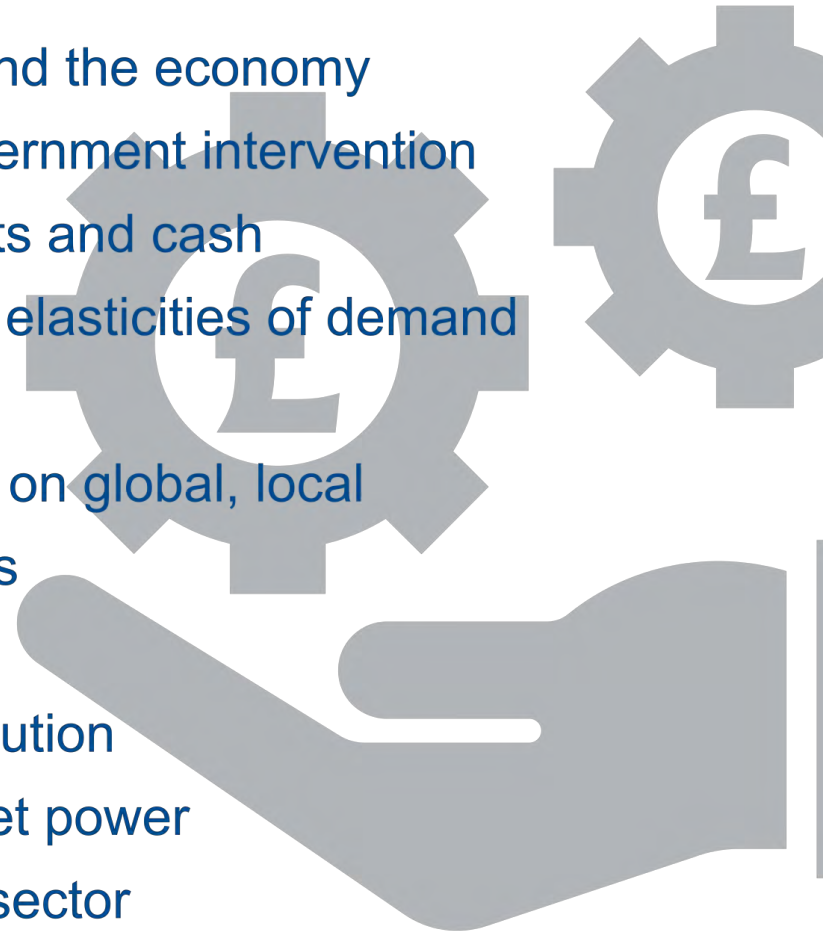 nd the economy
ernment intervention
ts and cash
elasticities of demand
on global, local
s
ution
et power
sector
£
£